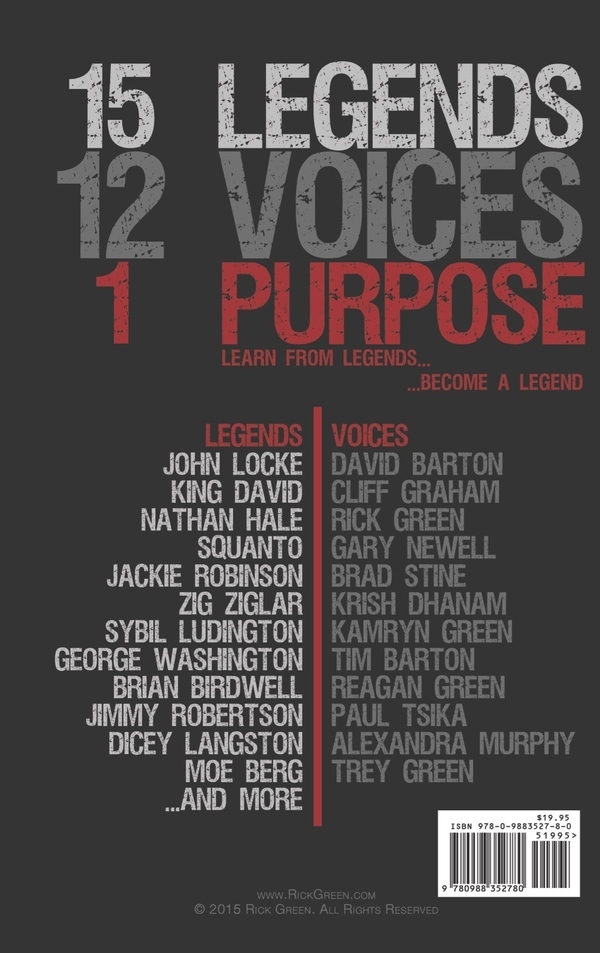 15 LEGENDS
12 VOICES
1 PURPOSE
LEARN FROM LEGENDS...
...BECOME A LEGEND
LEGENDS
JOHN LOCKE
KING DAVID
NATHAN HALE
SQUANTO
JACKIE ROBINSON
ZIG ZIGLAR
SYBIL LUDINGTON
GEORGE WASHINGTON
BRIAN BIRDWELL
JIMMY ROBERTSON
DICEY LANGSTON
MOE BERG
...AND MORE
VOICES
DAVID BARTON
CLIFF GRAHAM
RICK GREEN
GARY NEWELL
BRAD STINE
KRISH DHANAM
KAMRYN GREEN
TIM BARTON
REAGAN GREEN
PAUL TSIKA
ALEXANDRA MURPHY
TREY GREEN
$19.95
ISBN 978-0-9883527-8-0
51995>
9 780988 352780
www.RickGreen.com
© 2015 Rick Green. All Rights Reserved